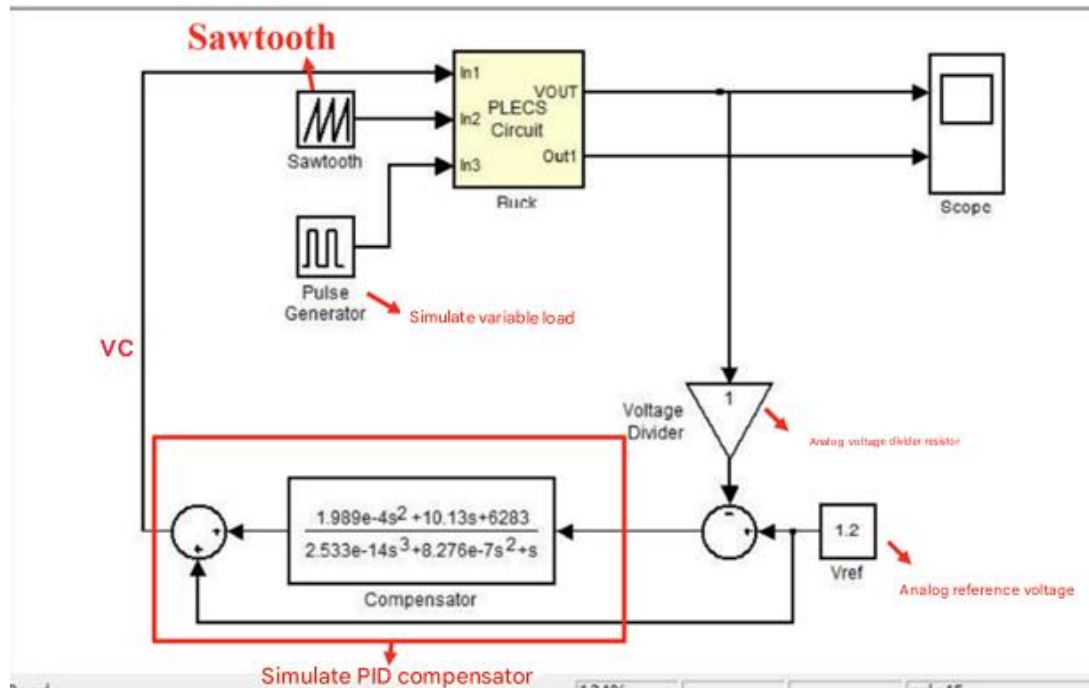 Sawtooth
In1
VOUT
PLECS
Circuit
In2
Out1
In3
Sawtooth
Buck
Scope
Pulse
Generator
Simulate variable load
VC
1
Voltage
Divider
Analog voltage divider resistor
-
+
1.2
Vref
Analog reference voltage
+
+
1.989e-4s² +10.13s+6283
2.533e-14s³+8.276e-7s²+s
Compensator
Simulate PID compensator